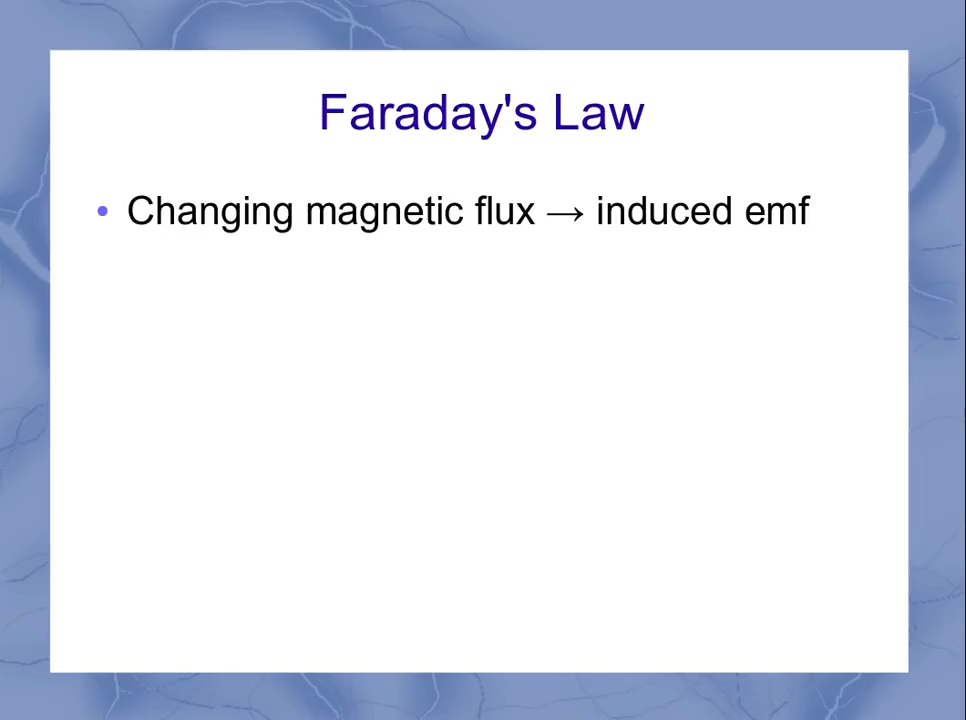 Faraday's Law
• Changing magnetic flux → induced emf